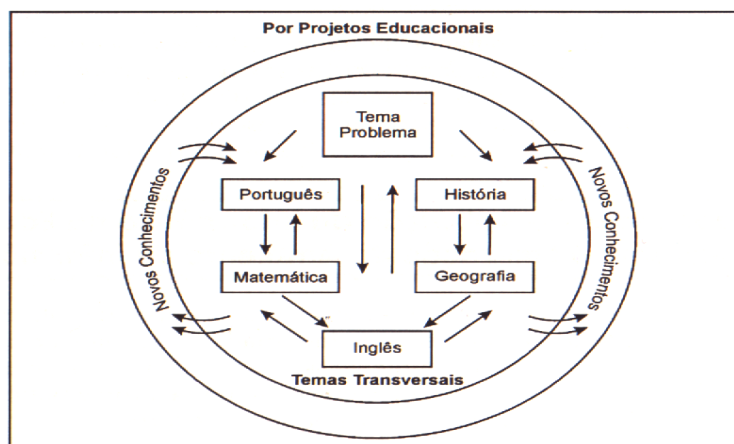 Por Projetos Educacionais
Tema
Problema
Novos Conhecimentos
Português
História
Novos Conhecimentos
Matemática
Geografia
Inglês
Temas Transversais